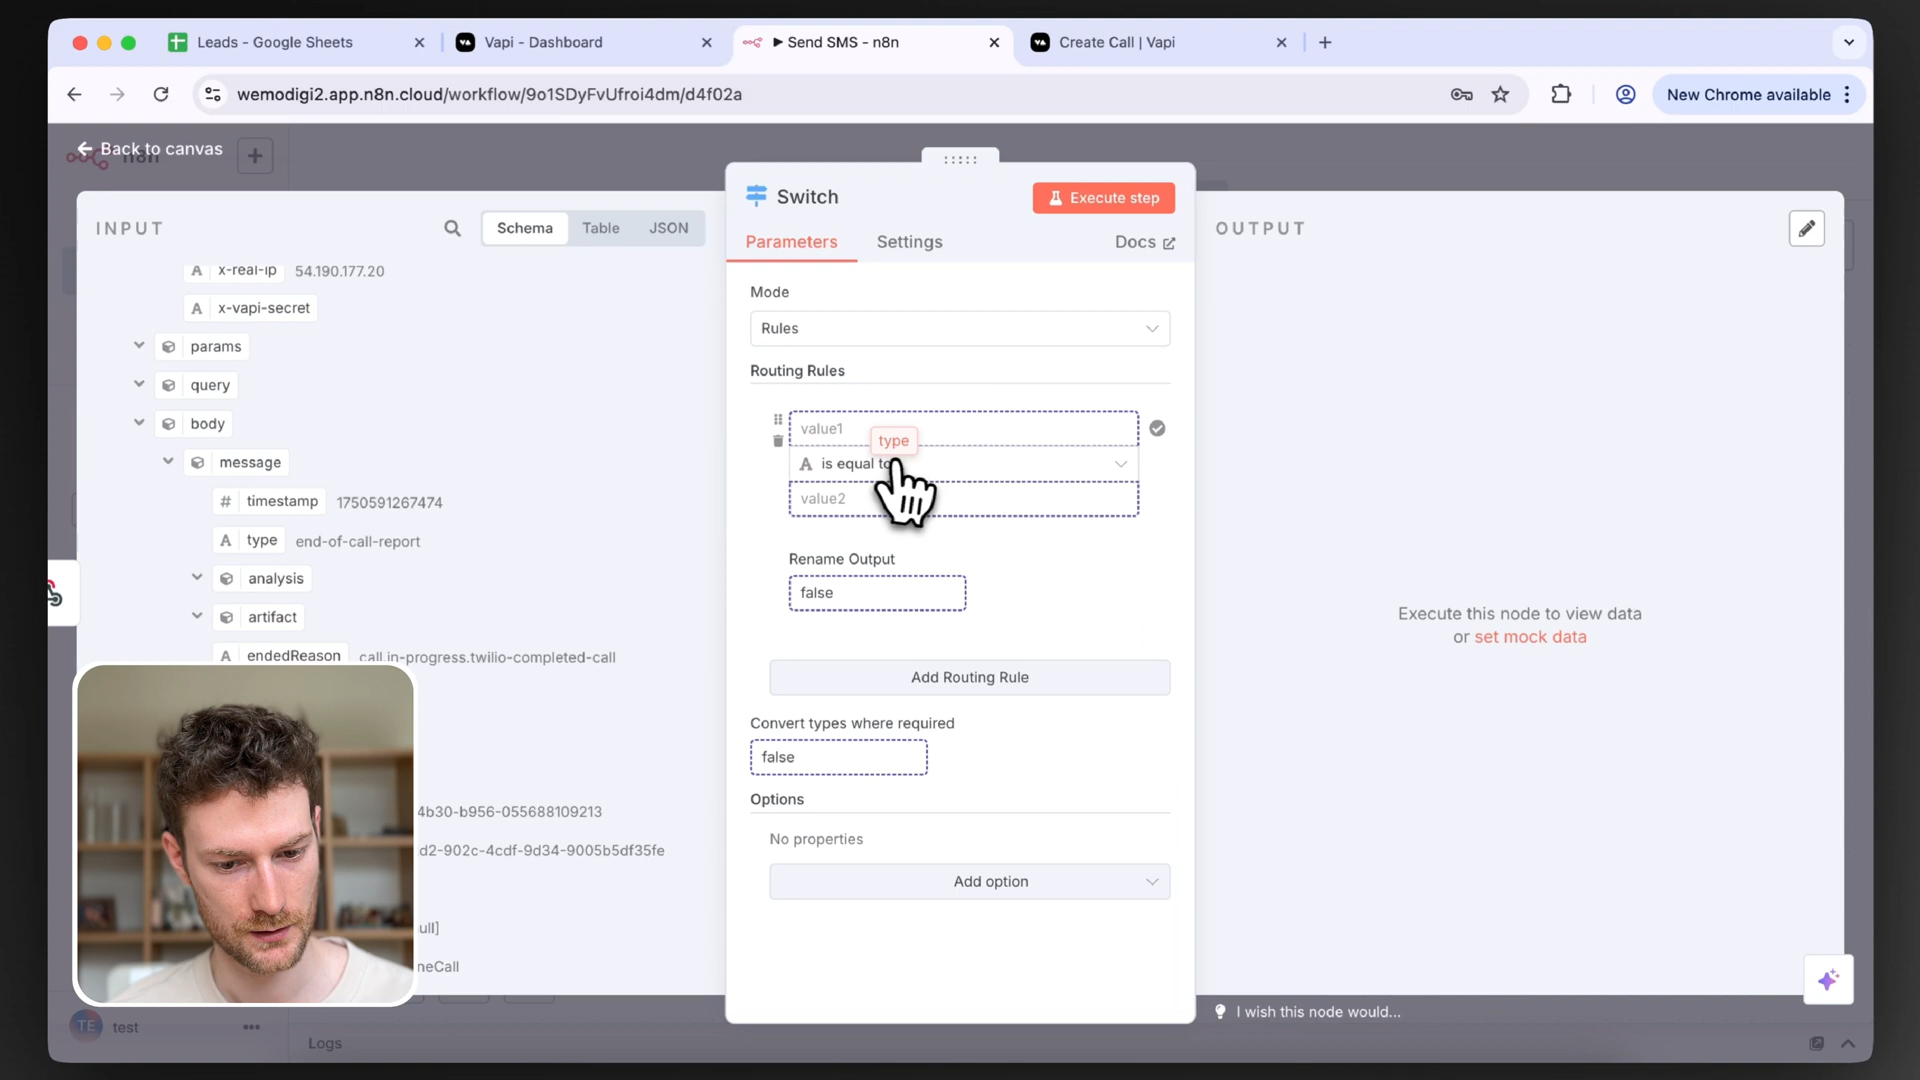 Leads - Google Sheets
Vapi - Dashboard
Send SMS - n8n
Create Call | Vapi
wemodigi2.app.n8n.cloud/workflow/9o1SDyFvUfroi4dm/d4f02a
New Chrome available
Back to canvas
n8n
INPUT
Schema
Table
JSON
x-real-ip
54.190.177.20
x-vapi-secret
params
query
body
message
timestamp
1750591267474
type
end-of-call-report
analysis
artifact
endedReason
call.in-progress.twilio-completed-call
4b30-b956-055688109213
d2-902c-4cdf-9d34-9005b5df35fe
ull]
neCall
Switch
Execute step
Parameters
Settings
Docs
Mode
Rules
Routing Rules
value1
type
is equal to
value2
Rename Output
false
Add Routing Rule
Convert types where required
false
Options
No properties
Add option
OUTPUT
Execute this node to view data
or set mock data
I wish this node would...
TE
test
Logs